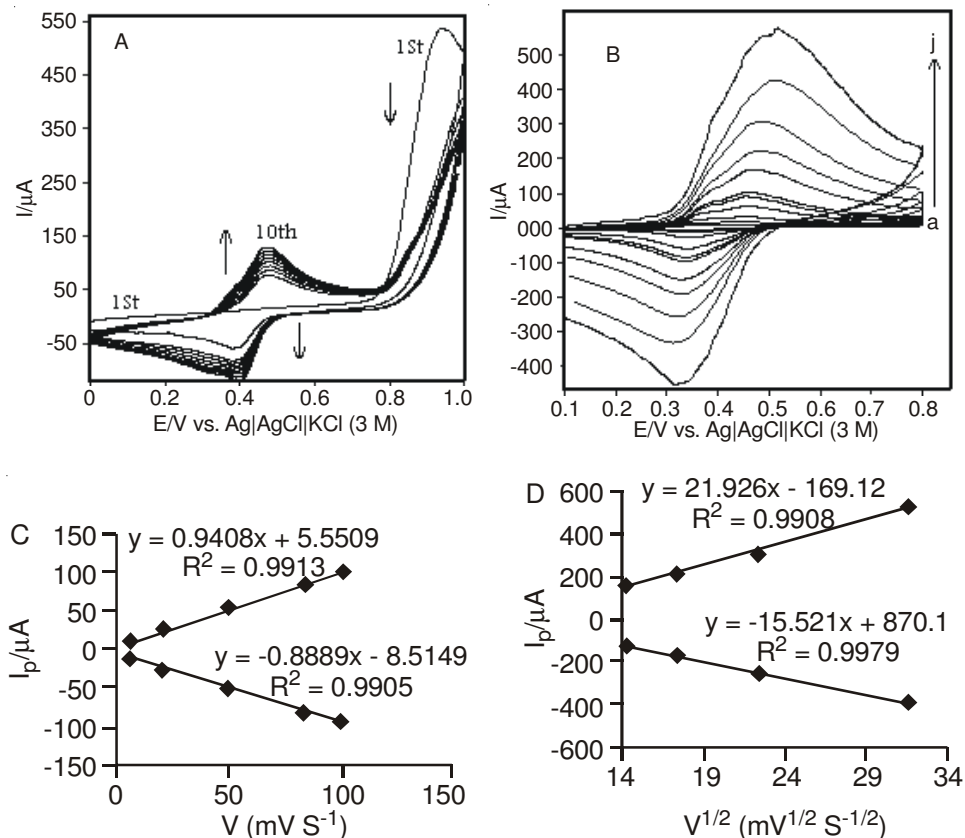 A
550
450
350
250
150
50
-50
I/µA
1St
10th
1St
0 0.2 0.4 0.6 0.8 1.0
E/V vs. Ag|AgCl|KCl (3 M)
B
500
400
300
200
100
000
-100
-200
-300
-400
I/µA
j
a
0.1 0.2 0.3 0.4 0.5 0.6 0.7 0.8
E/V vs. Ag|AgCl|KCl (3 M)
C
150
100
50
0
-50
-100
-150
Ip/µA
y = 0.9408x + 5.5509
R² = 0.9913
y = -0.8889x - 8.5149
R² = 0.9905
0 50 100 150
V (mV S⁻¹)
D
600
400
200
0
-200
-400
-600
Ip/µA
y = 21.926x - 169.12
R² = 0.9908
y = -15.521x + 870.1
R² = 0.9979
14 19 24 29 34
V¹/² (mV¹/² S⁻¹/²)